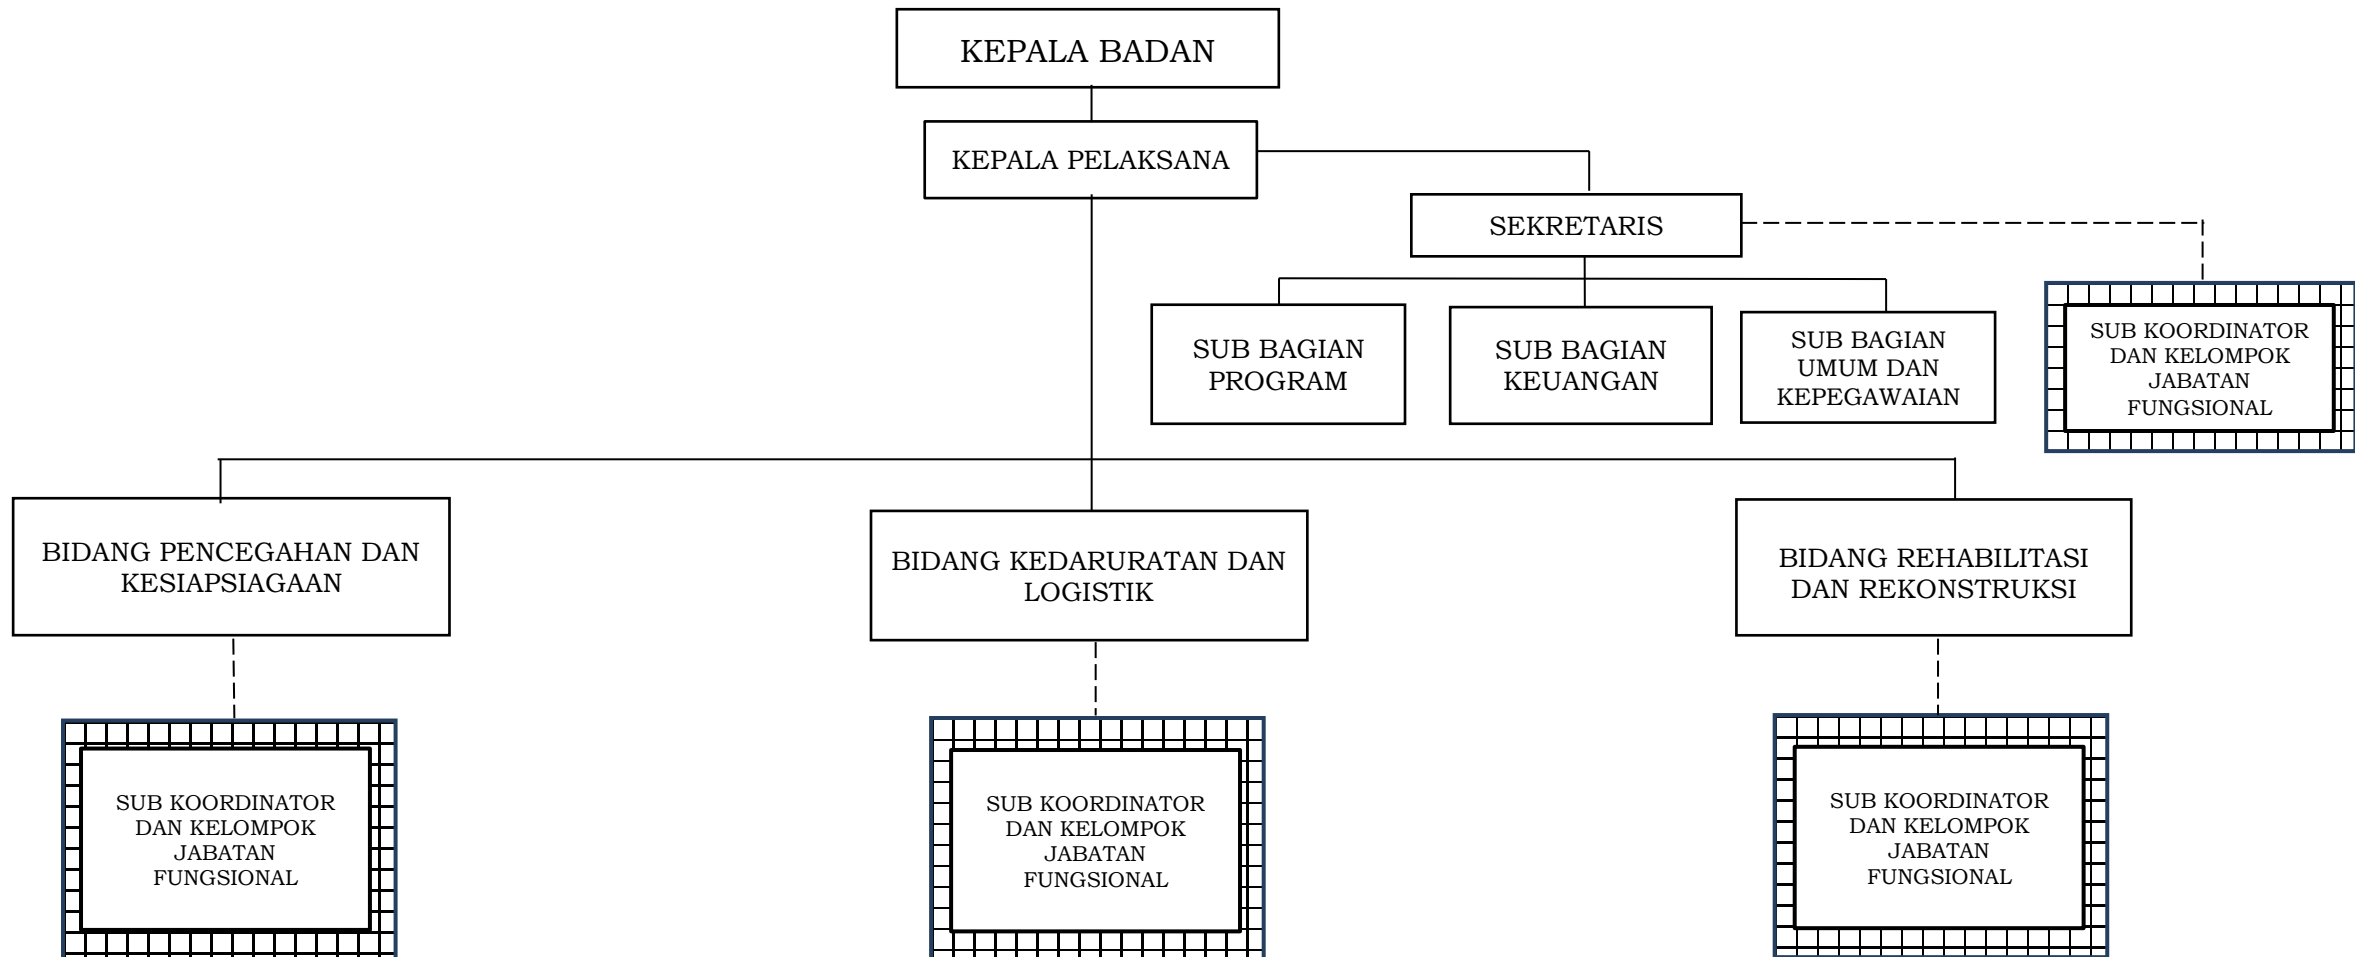 KEPALA BADAN
KEPALA PELAKSANA
SEKRETARIS
SUB BAGIAN
PROGRAM
SUB BAGIAN
KEUANGAN
SUB BAGIAN
UMUM DAN
KEPEGAWAIAN
SUB KOORDINATOR
DAN KELOMPOK
JABATAN
FUNGSIONAL
BIDANG PENCEGAHAN DAN
KESIAPSIAGAAN
BIDANG KEDARURATAN DAN
LOGISTIK
BIDANG REHABILITASI
DAN REKONSTRUKSI
SUB KOORDINATOR
DAN KELOMPOK
JABATAN
FUNGSIONAL
SUB KOORDINATOR
DAN KELOMPOK
JABATAN
FUNGSIONAL
SUB KOORDINATOR
DAN KELOMPOK
JABATAN
FUNGSIONAL